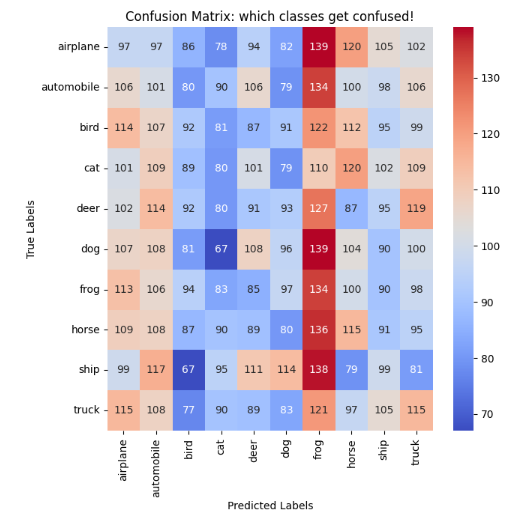 Confusion Matrix: which classes get confused!
airplane 97 97 86 78 94 82 139 120 105 102
automobile 106 101 80 90 106 79 134 100 98 106
bird 114 107 92 81 87 91 122 112 95 99
cat 101 109 89 80 101 79 110 120 102 109
deer 102 114 92 80 91 93 127 87 95 119
dog 107 108 81 67 108 96 139 104 90 100
frog 113 106 94 83 85 97 134 100 90 98
horse 109 108 87 90 89 80 136 115 91 95
ship 99 117 67 95 111 114 138 79 99 81
truck 115 108 77 90 89 83 121 97 105 115
airplane automobile bird cat deer dog frog horse ship truck
True Labels
Predicted Labels
130
120
110
100
90
80
70